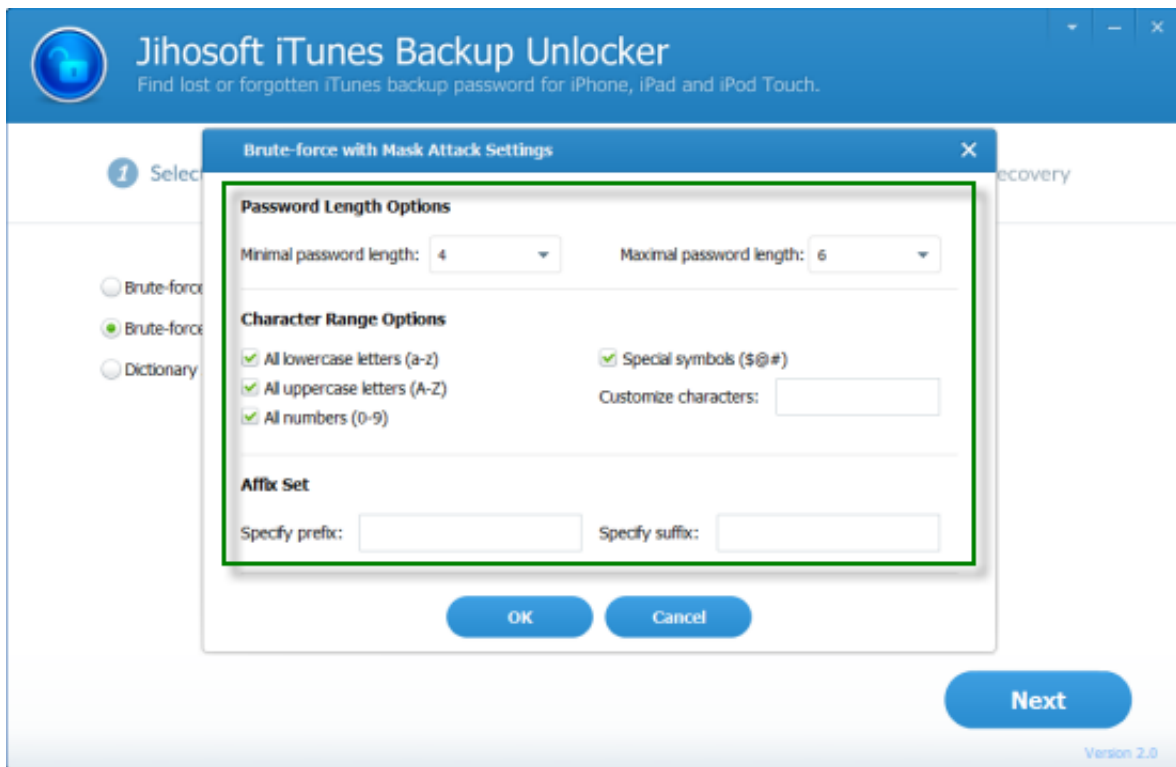 Jihosoft iTunes Backup Unlocker
Find lost or forgotten iTunes backup password for iPhone, iPad and iPod Touch.
Brute-force with Mask Attack Settings
1 Selec
ecovery
Password Length Options
Minimal password length: 4 Maximal password length: 6
Brute-force
Character Range Options
Brute-force
All lowercase letters (a-z) Special symbols ($@#)
Dictionary
All uppercase letters (A-Z) Customize characters:
All numbers (0-9)
Affix Set
Specify prefix: Specify suffix:
OK Cancel
Next
Version 2.0